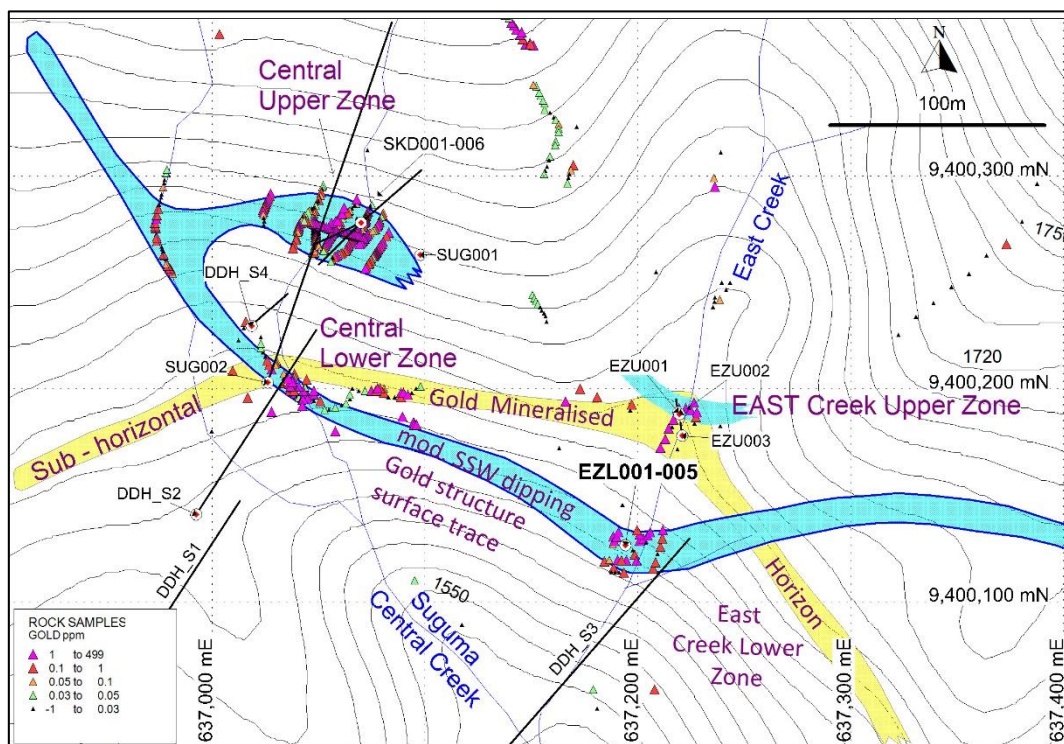 N
100m
Central
Upper Zone
SKD001-006
9,400,300 mN
East Creek
175
SUG001
DDH_S4
Central
Lower Zone
SUG002
EZU001
EZU002
1720
9,400,200 mN
Gold Mineralised
EAST Creek Upper Zone
Sub - horizontal
EZU003
mod SSW dipping
Gold structure
surface trace
EZL001-005
DDH_S2
DDH_S1
1550
Suguma
Central Creek
DDH_S3
Horizon
9,400,100 mN
East
Creek Lower
Zone
ROCK SAMPLES
GOLD ppm
1 to 499
0.1 to 1
0.05 to 0.1
0.03 to 0.05
-1 to 0.03
637,000 mE
637,200 mE
637,300 mE
637,400 mE